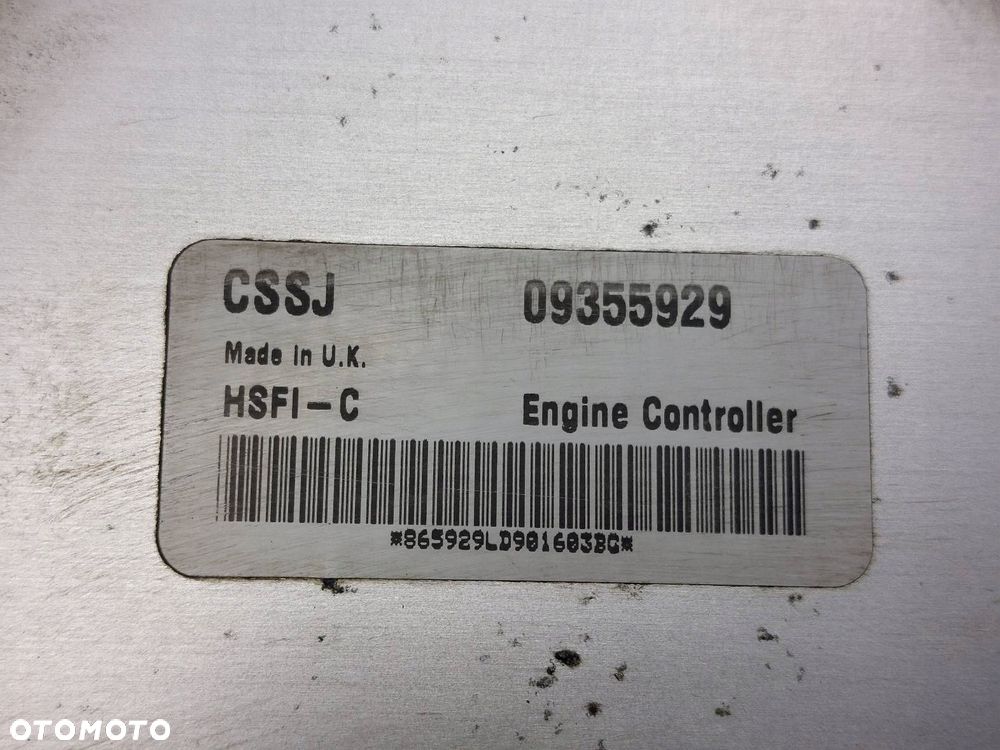 CSSJ 09355929
Made in U.K.
HSFI-C Engine Controller
*865929LD901603BG*
OTOMOTO